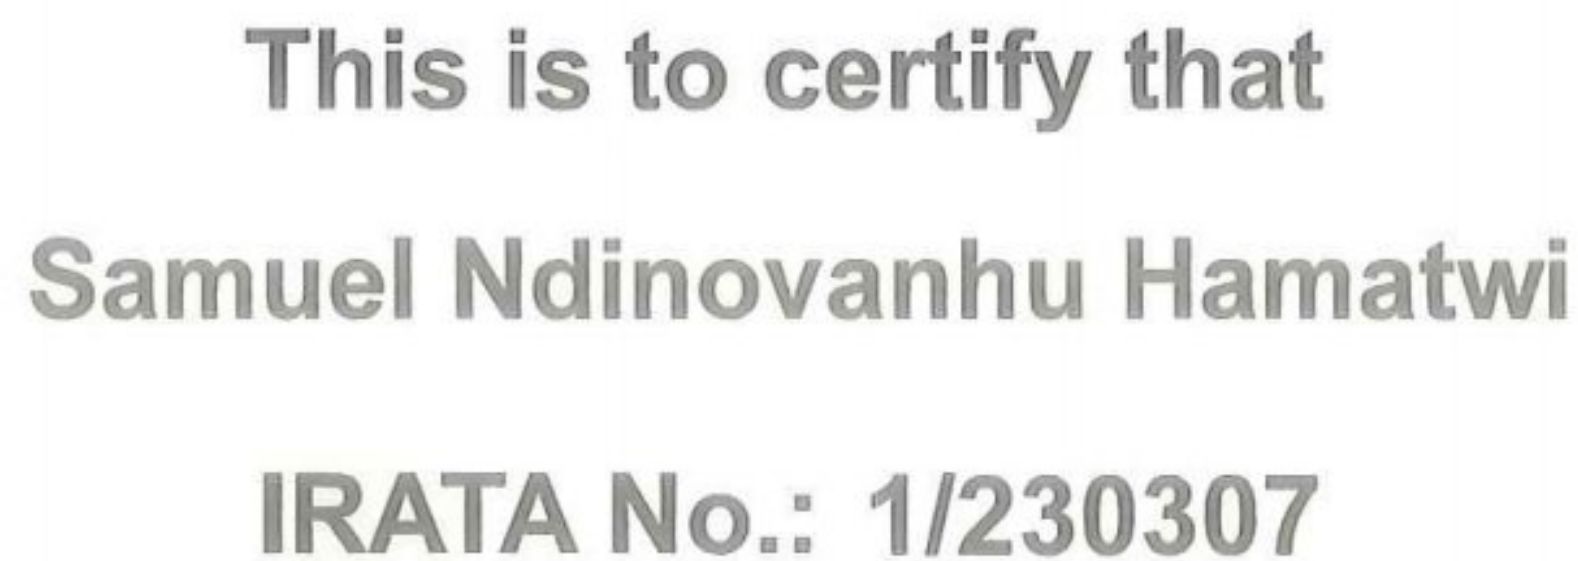 This is to certify that
Samuel Ndinovanhu Hamatwi
IRATA No.: 1/230307